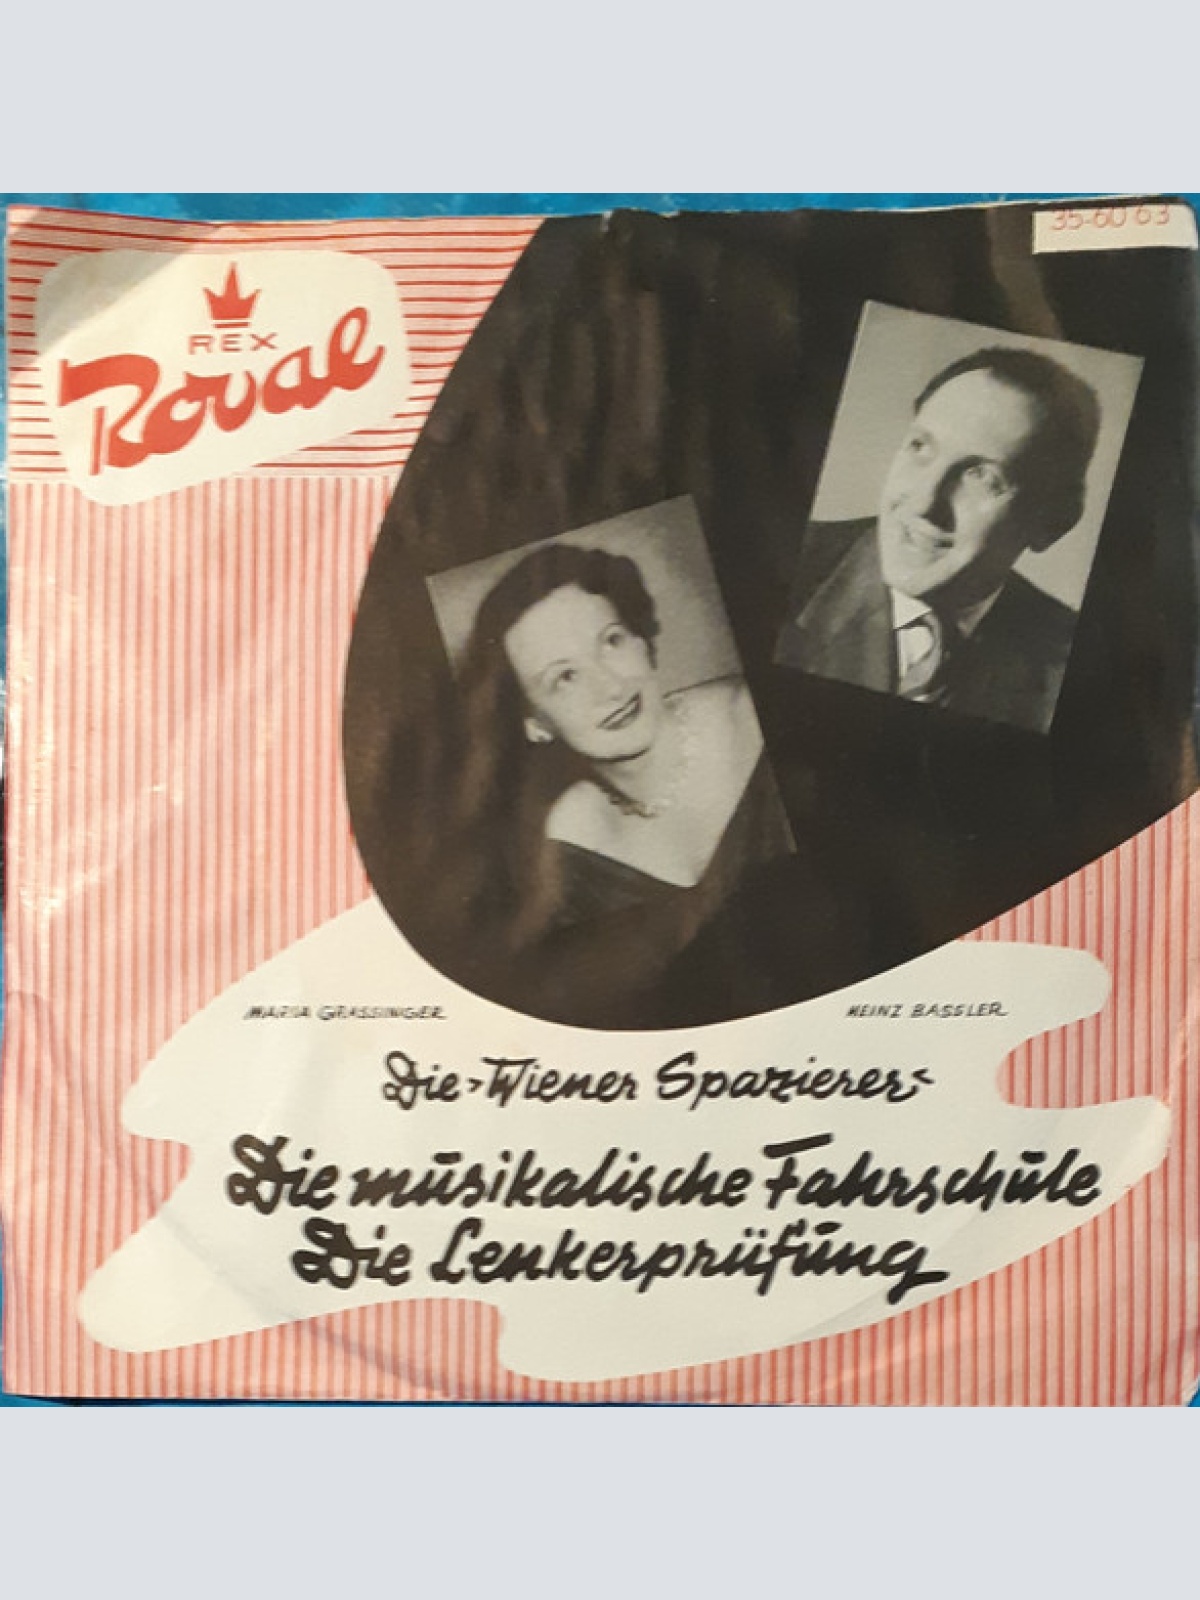 35-60 63
REX
Royal
MARIA GRASSINGER
HEINZ BASSLER
Die >Wiener Spazierer<
Die musikalische Fahrschule
Die Lenkerprüfung